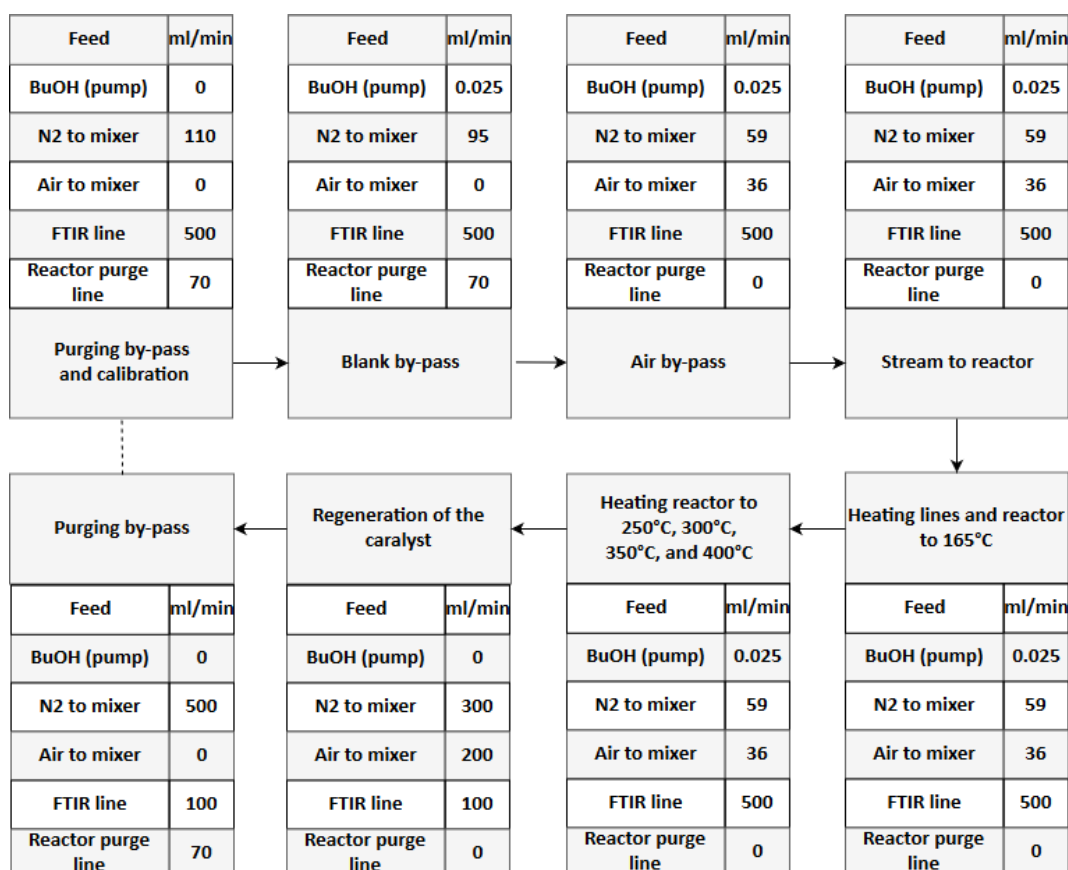 Feed ml/min
BuOH (pump) 0
N2 to mixer 110
Air to mixer 0
FTIR line 500
Reactor purge
line 70
Purging by-pass
and calibration
Feed ml/min
BuOH (pump) 0.025
N2 to mixer 95
Air to mixer 0
FTIR line 500
Reactor purge
line 70
Blank by-pass
Feed ml/min
BuOH (pump) 0.025
N2 to mixer 59
Air to mixer 36
FTIR line 500
Reactor purge
line 0
Air by-pass
Feed ml/min
BuOH (pump) 0.025
N2 to mixer 59
Air to mixer 36
FTIR line 500
Reactor purge
line 0
Stream to reactor
Heating lines and reactor
to 165°C
Feed ml/min
BuOH (pump) 0.025
N2 to mixer 59
Air to mixer 36
FTIR line 500
Reactor purge
line 0
Heating reactor to
250°C, 300°C,
350°C, and 400°C
Feed ml/min
BuOH (pump) 0.025
N2 to mixer 59
Air to mixer 36
FTIR line 500
Reactor purge
line 0
Regeneration of the
caralyst
Feed ml/min
BuOH (pump) 0
N2 to mixer 300
Air to mixer 200
FTIR line 100
Reactor purge
line 0
Purging by-pass
Feed ml/min
BuOH (pump) 0
N2 to mixer 500
Air to mixer 0
FTIR line 100
Reactor purge
line 70